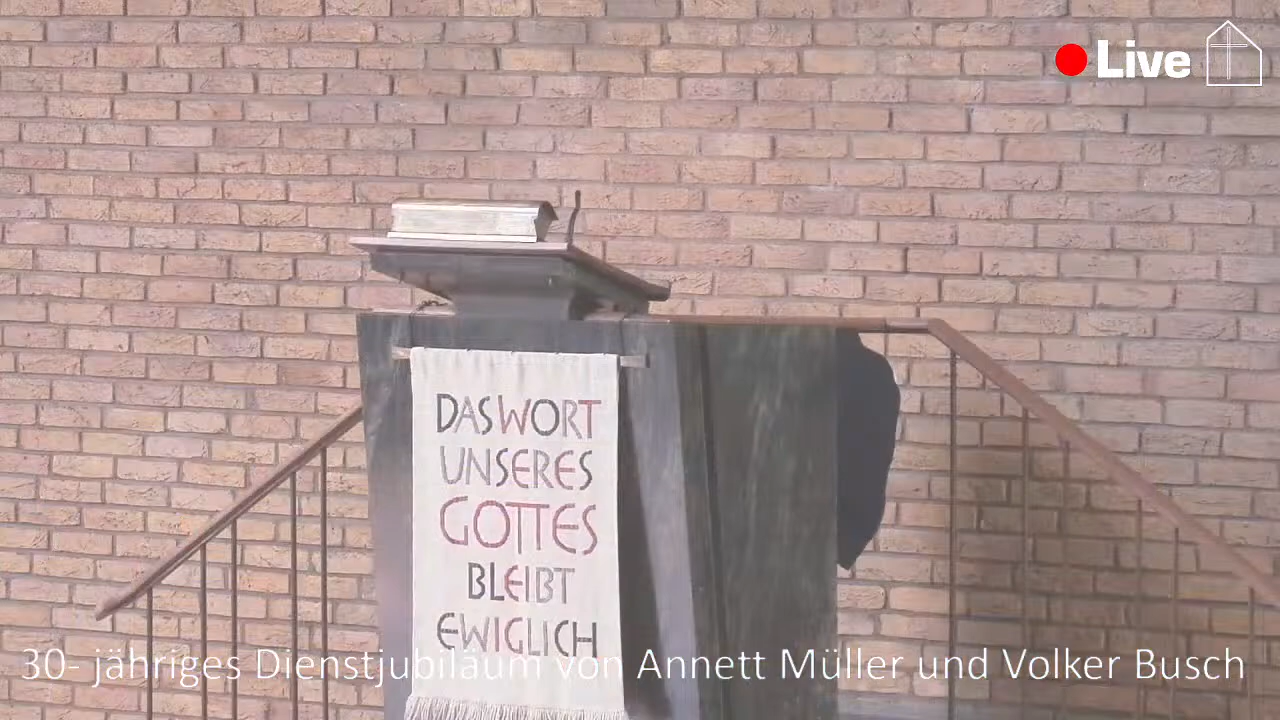 Live
DAS WORT
UNSERES
GOTTES
BLEIBT
EWIGLICH
30- jähriges Dienstjubiläum von Annett Müller und Volker Busch